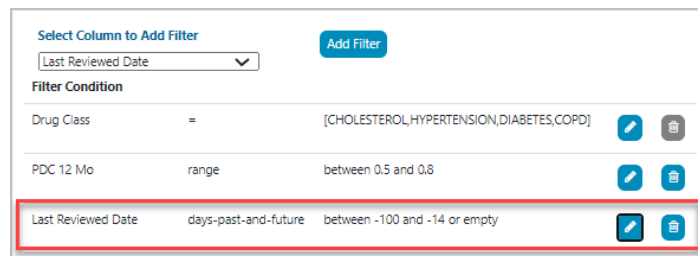 Select Column to Add Filter
Add Filter
Last Reviewed Date
Filter Condition
Drug Class = [CHOLESTEROL,HYPERTENSION,DIABETES,COPD]
PDC 12 Mo range between 0.5 and 0.8
Last Reviewed Date days-past-and-future between -100 and -14 or empty